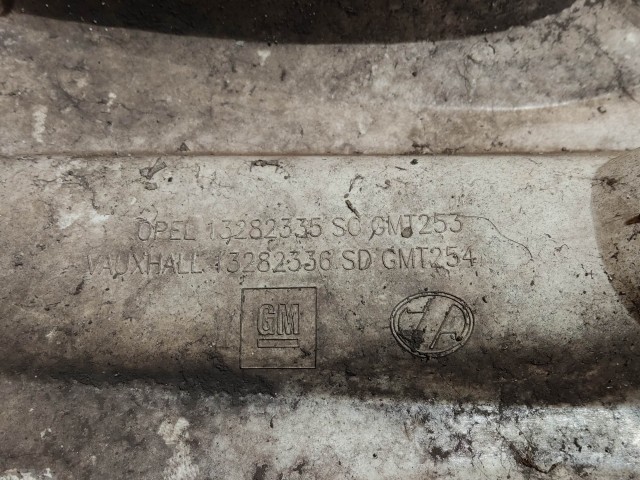 OPEL 13282335 SC GMT253
VAUXHALL 13282336 SD GMT254
GM